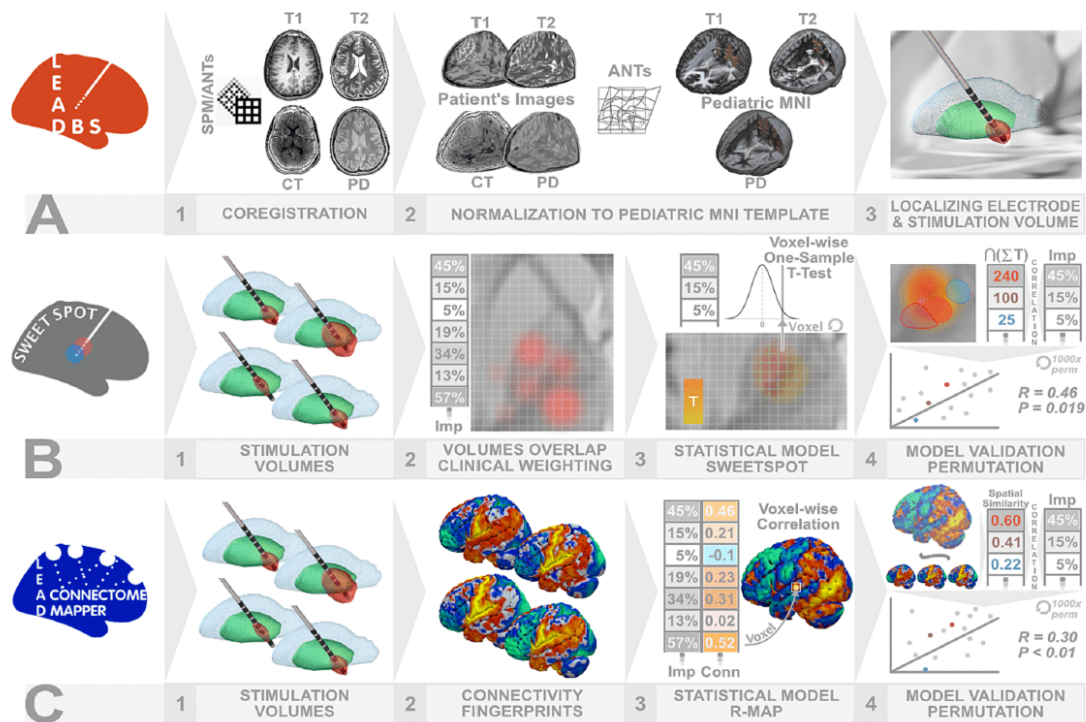 LEAD DBS
SPM/ANTs
T1
T2
CT
PD
T1
T2
Patient's Images
CT
PD
ANTs
T1
T2
Pediatric MNI
PD
A
1
COREGISTRATION
2
NORMALIZATION TO PEDIATRIC MNI TEMPLATE
3
LOCALIZING ELECTRODE
& STIMULATION VOLUME
SWEET SPOT
45%
15%
5%
19%
34%
13%
57%
Imp
45%
15%
5%
Voxel-wise
One-Sample
T-Test
0
Voxel
T
∩(ΣT)
240
100
25
CORRELATION
Imp
45%
15%
5%
1000x
perm
R = 0.46
P = 0.019
B
1
STIMULATION
VOLUMES
2
VOLUMES OVERLAP
CLINICAL WEIGHTING
3
STATISTICAL MODEL
SWEETSPOT
4
MODEL VALIDATION
PERMUTATION
LEAD CONNECTOME
MAPPER
45% 0.46
15% 0.21
5% -0.1
19% 0.23
34% 0.31
13% 0.02
57% 0.52
Imp Conn
Voxel-wise
Correlation
Voxel
Spatial
Similarity
0.60
0.41
0.22
CORRELATION
Imp
45%
15%
5%
1000x
perm
R = 0.30
P < 0.01
C
1
STIMULATION
VOLUMES
2
CONNECTIVITY
FINGERPRINTS
3
STATISTICAL MODEL
R-MAP
4
MODEL VALIDATION
PERMUTATION